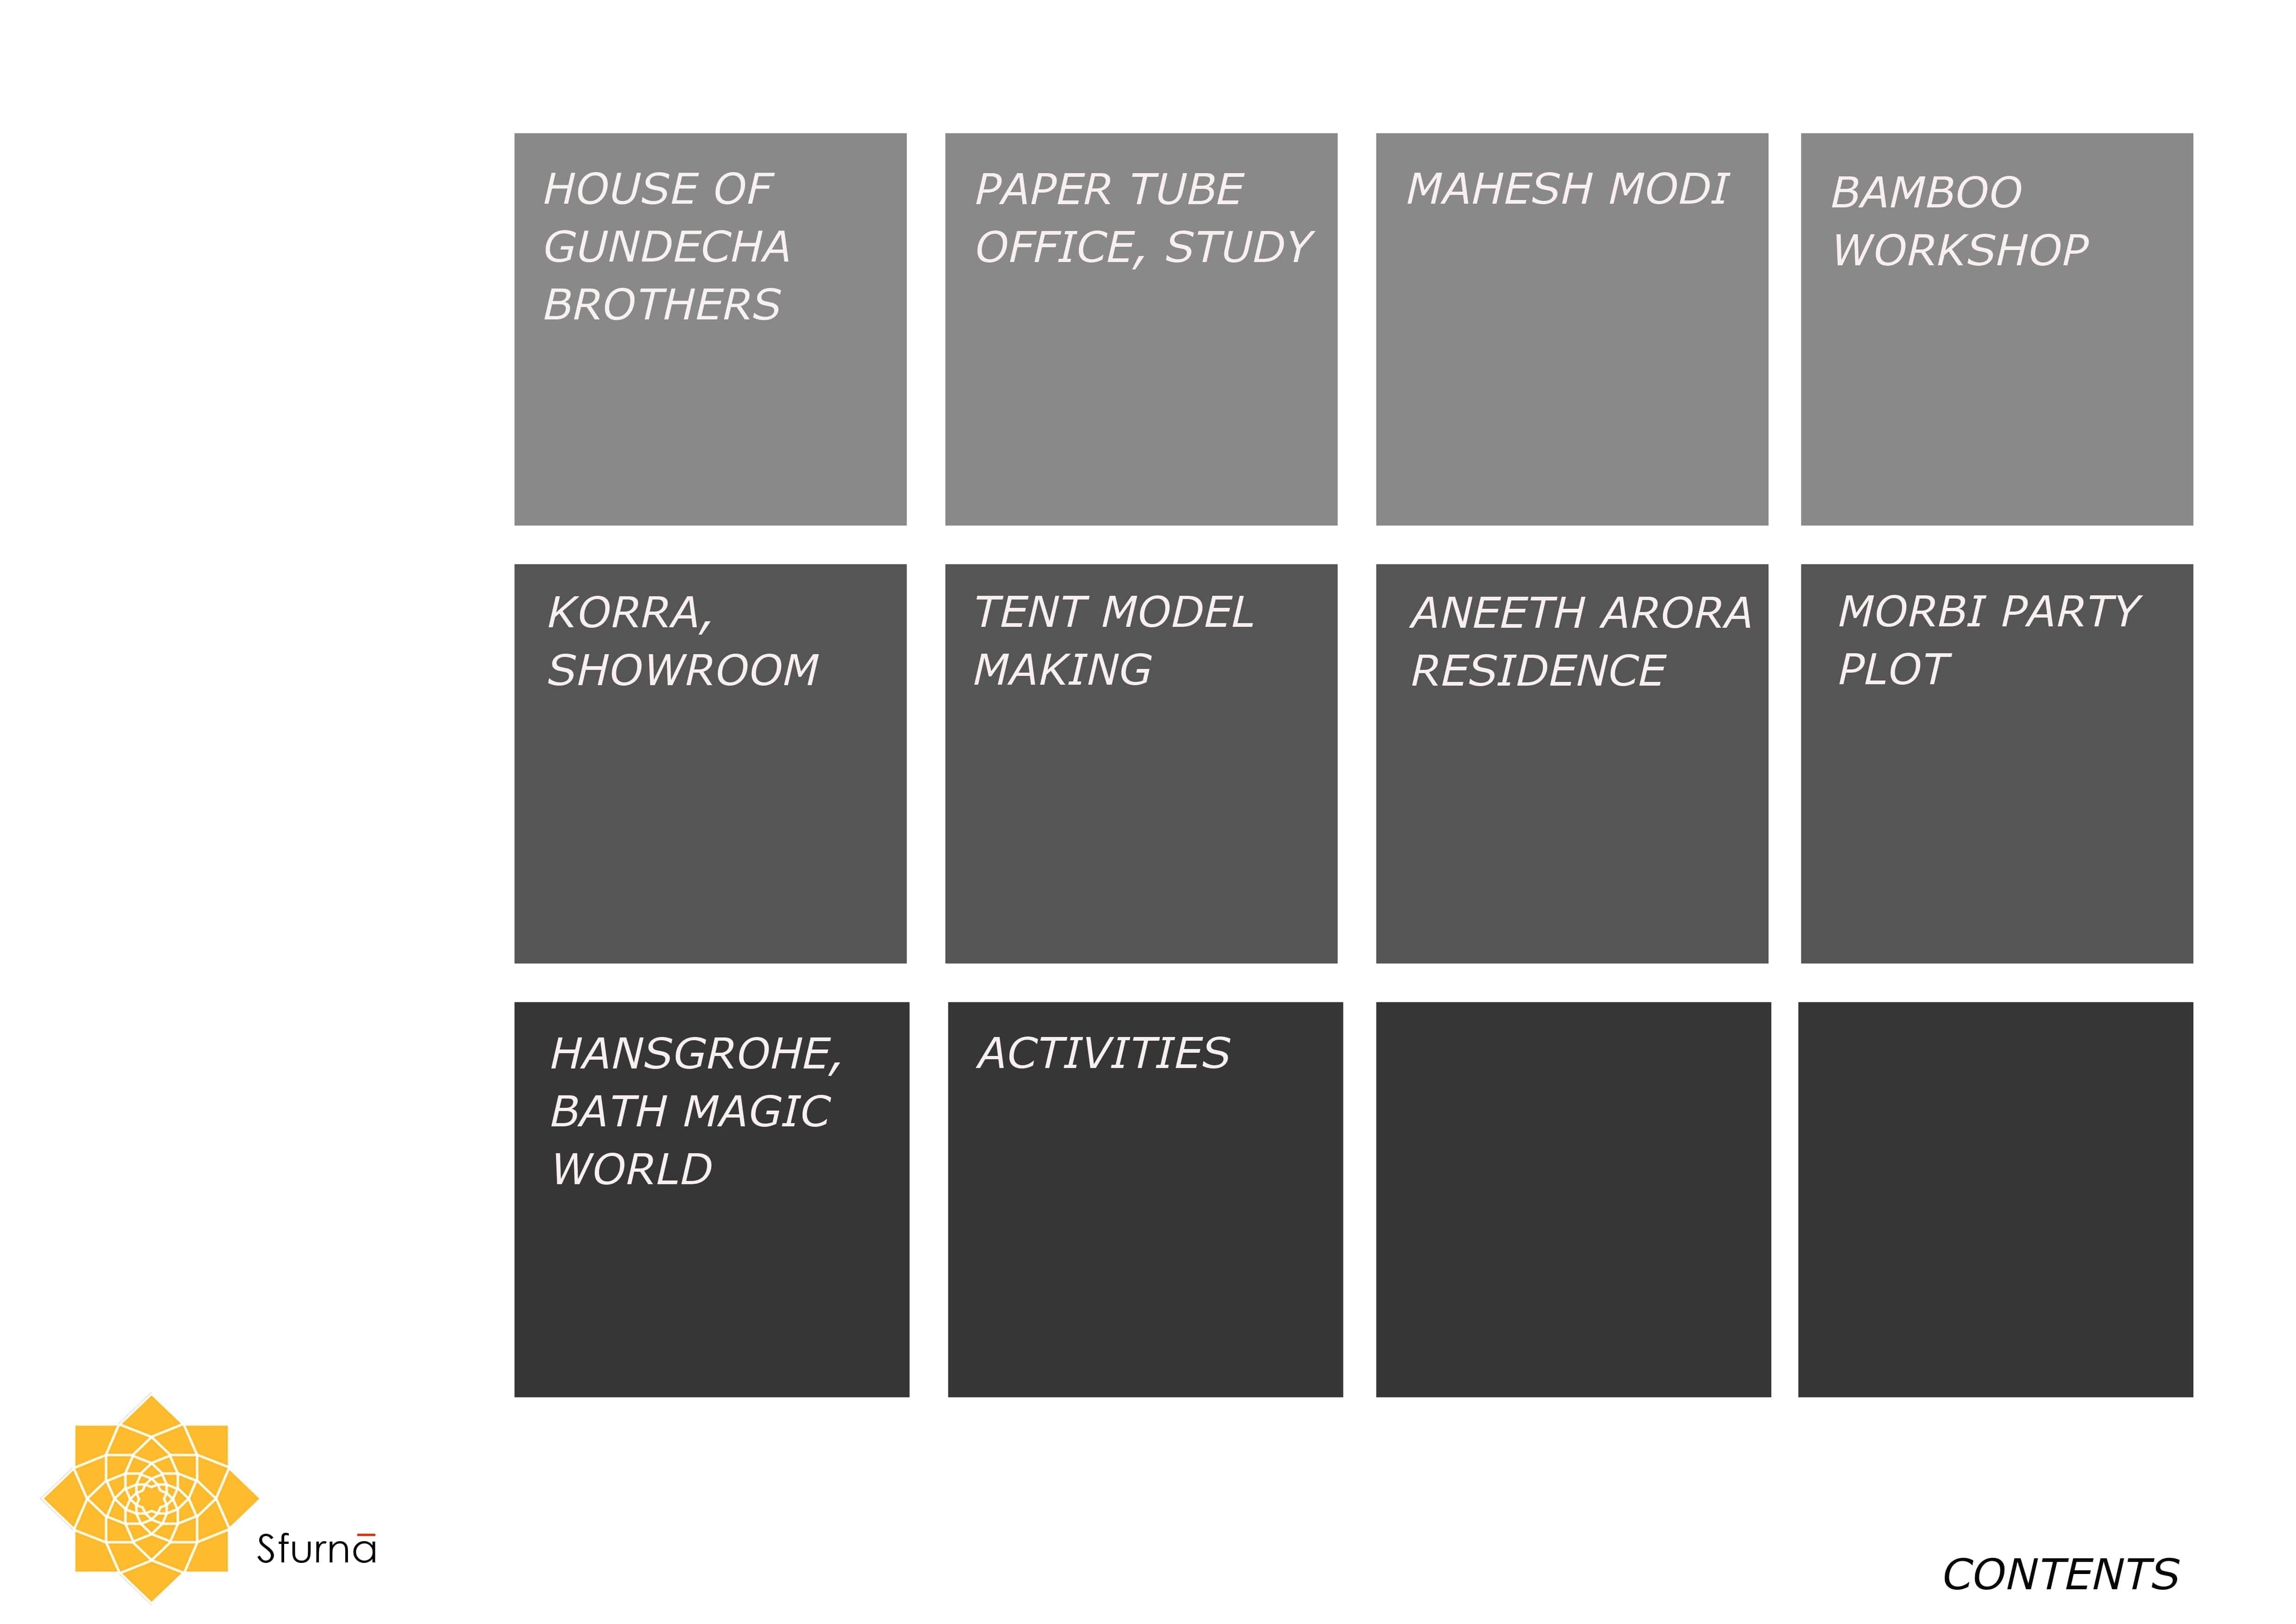 HOUSE OF
GUNDECHA
BROTHERS
PAPER TUBE
OFFICE, STUDY
MAHESH MODI
BAMBOO
WORKSHOP
KORRA,
SHOWROOM
TENT MODEL
MAKING
ANEETH ARORA
RESIDENCE
MORBI PARTY
PLOT
HANSGROHE,
BATH MAGIC
WORLD
ACTIVITIES
Sfurnā
CONTENTS